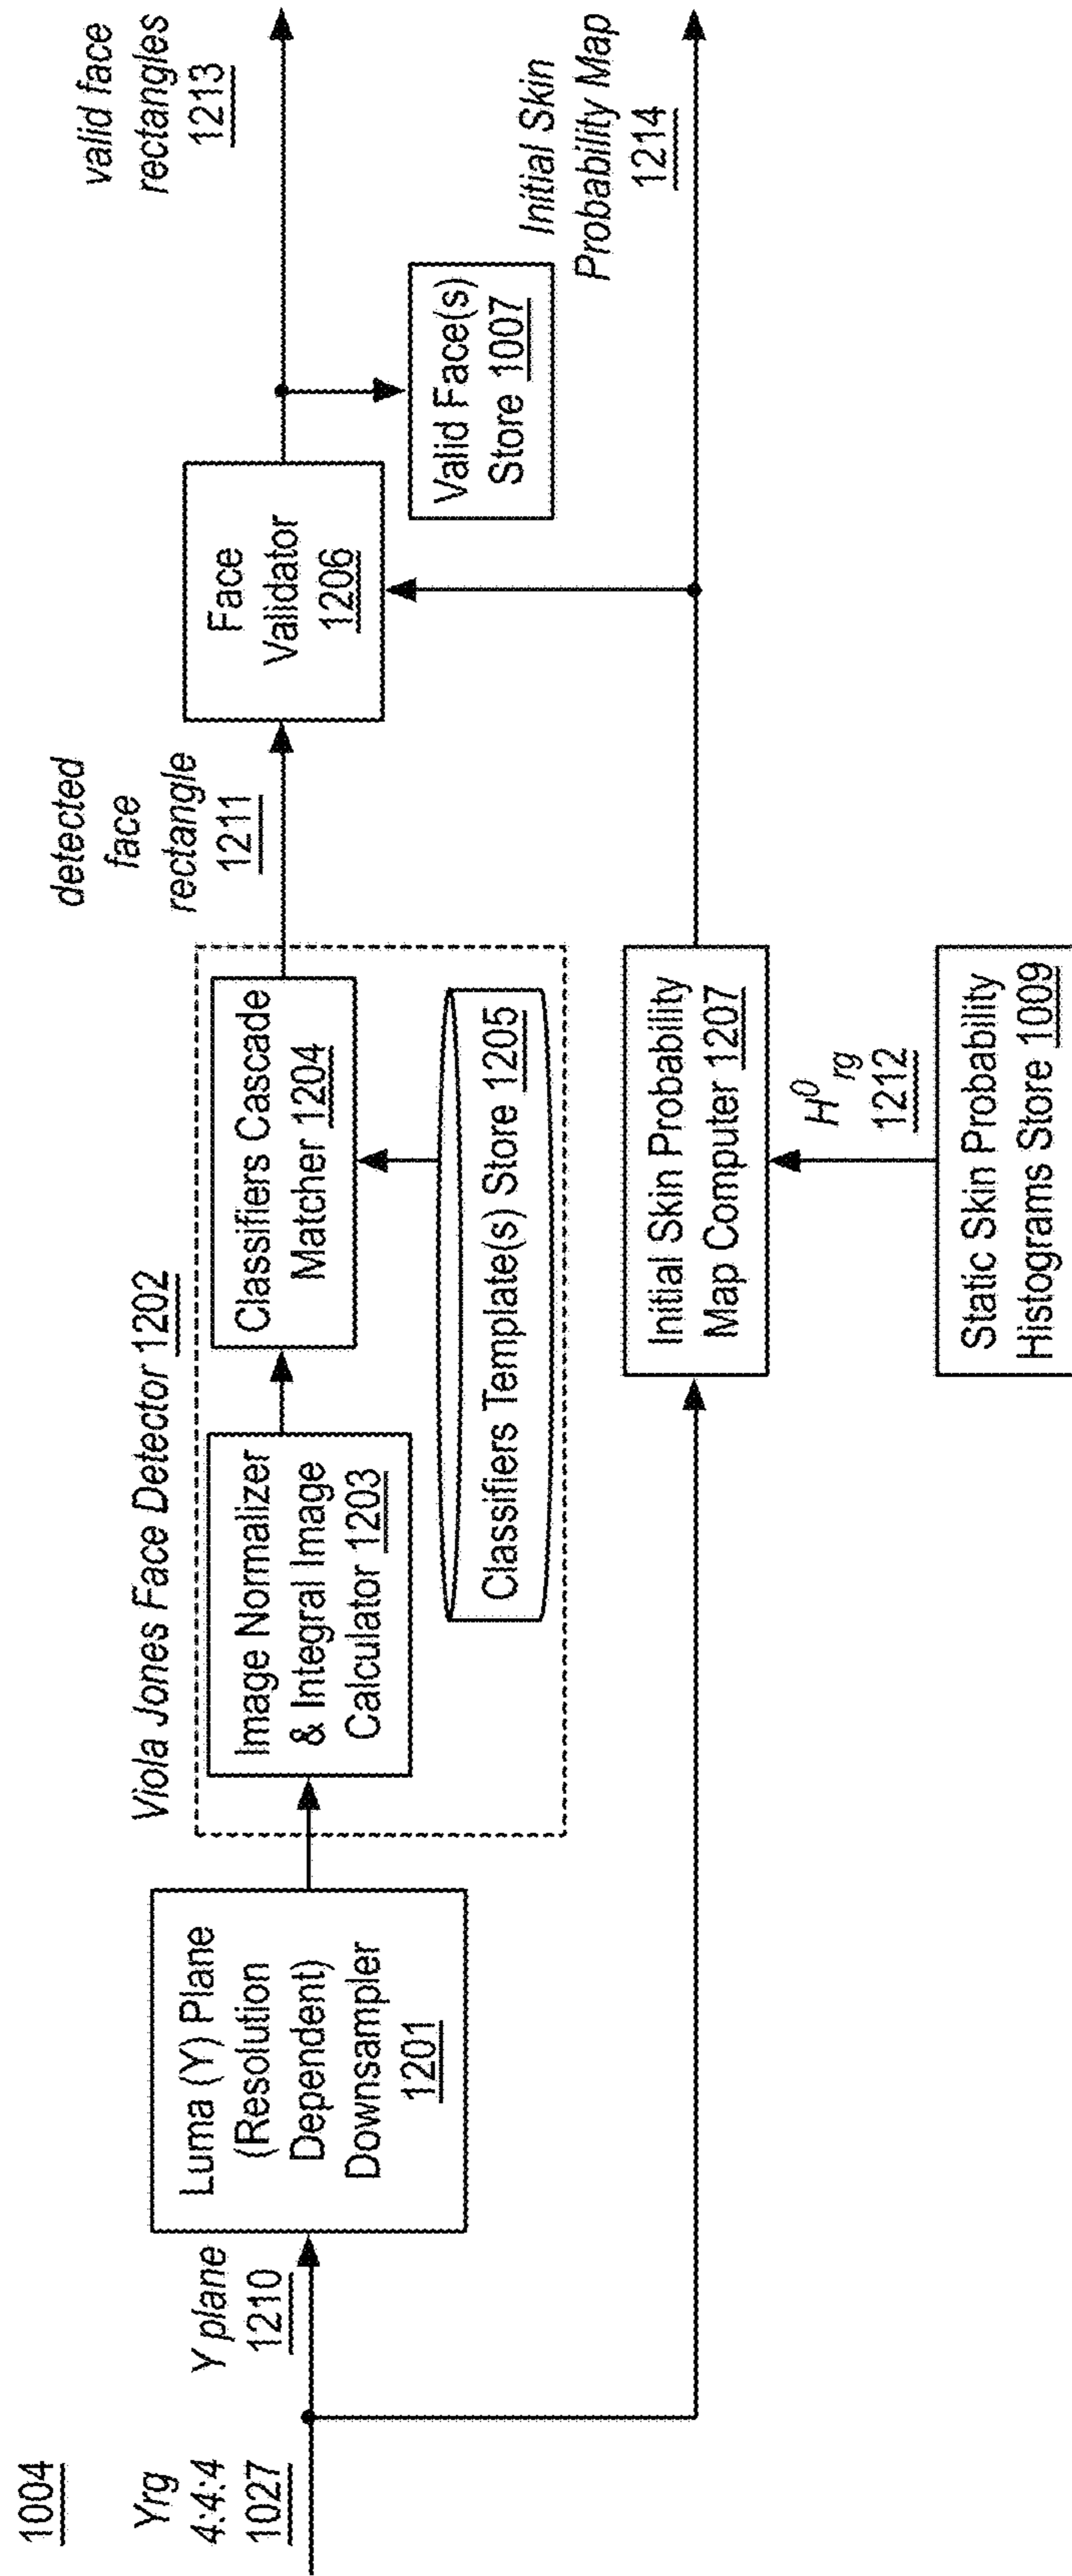 1004
Yrg
4:4:4
1027
Y plane
1210
Luma (Y) Plane
(Resolution
Dependent)
Downsampler
1201
Viola Jones Face Detector 1202
Image Normalizer
& Integral Image
Calculator 1203
Classifiers Cascade
Matcher 1204
Classifiers Template(s) Store 1205
detected
face
rectangle
1211
Face
Validator
1206
valid face
rectangles
1213
Valid Face(s)
Store 1007
Initial Skin
Probability Map
1214
Initial Skin Probability
Map Computer 1207
H⁰rg
1212
Static Skin Probability
Histograms Store 1009